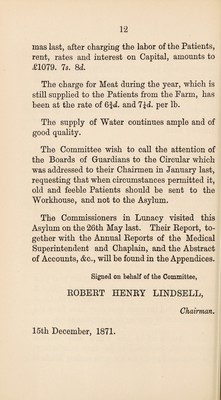 12
mas last, after charging the labor of the Patients,
rent, rates and interest on Capital, amounts to
£1079. 7s. 8d.
The charge for Meat during the year, which is
still supplied to the Patients from the Farm, has
been at the rate of 6½d. and 7½d. per lb.
The supply of Water continues ample and of
good quality.
The Committee wish to call the attention of
the Boards of Guardians to the Circular which
was addressed to their Chairmen in January last,
requesting that when circumstances permitted it,
old and feeble Patients should be sent to the
Workhouse, and not to the Asylum.
The Commissioners in Lunacy visited this
Asylum on the 26th May last. Their Report, to-
gether with the Annual Reports of the Medical
Superintendent and Chaplain, and the Abstract
of Accounts, &c., will be found in the Appendices.
Signed on behalf of the Committee,
ROBERT HENRY LINDSELL,
Chairman.
15th December, 1871.